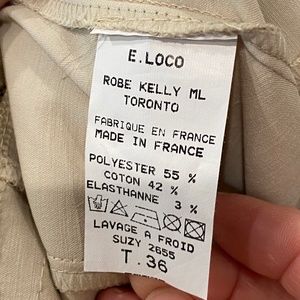 E.LOCO
ROBE KELLY ML
TORONTO
FABRIQUE EN FRANCE
MADE IN FRANCE
POLYESTER 55 %
COTON 42 %
ELASTHANNE 3 %
LAVAGE A FROID
SUZY 2655
T.36